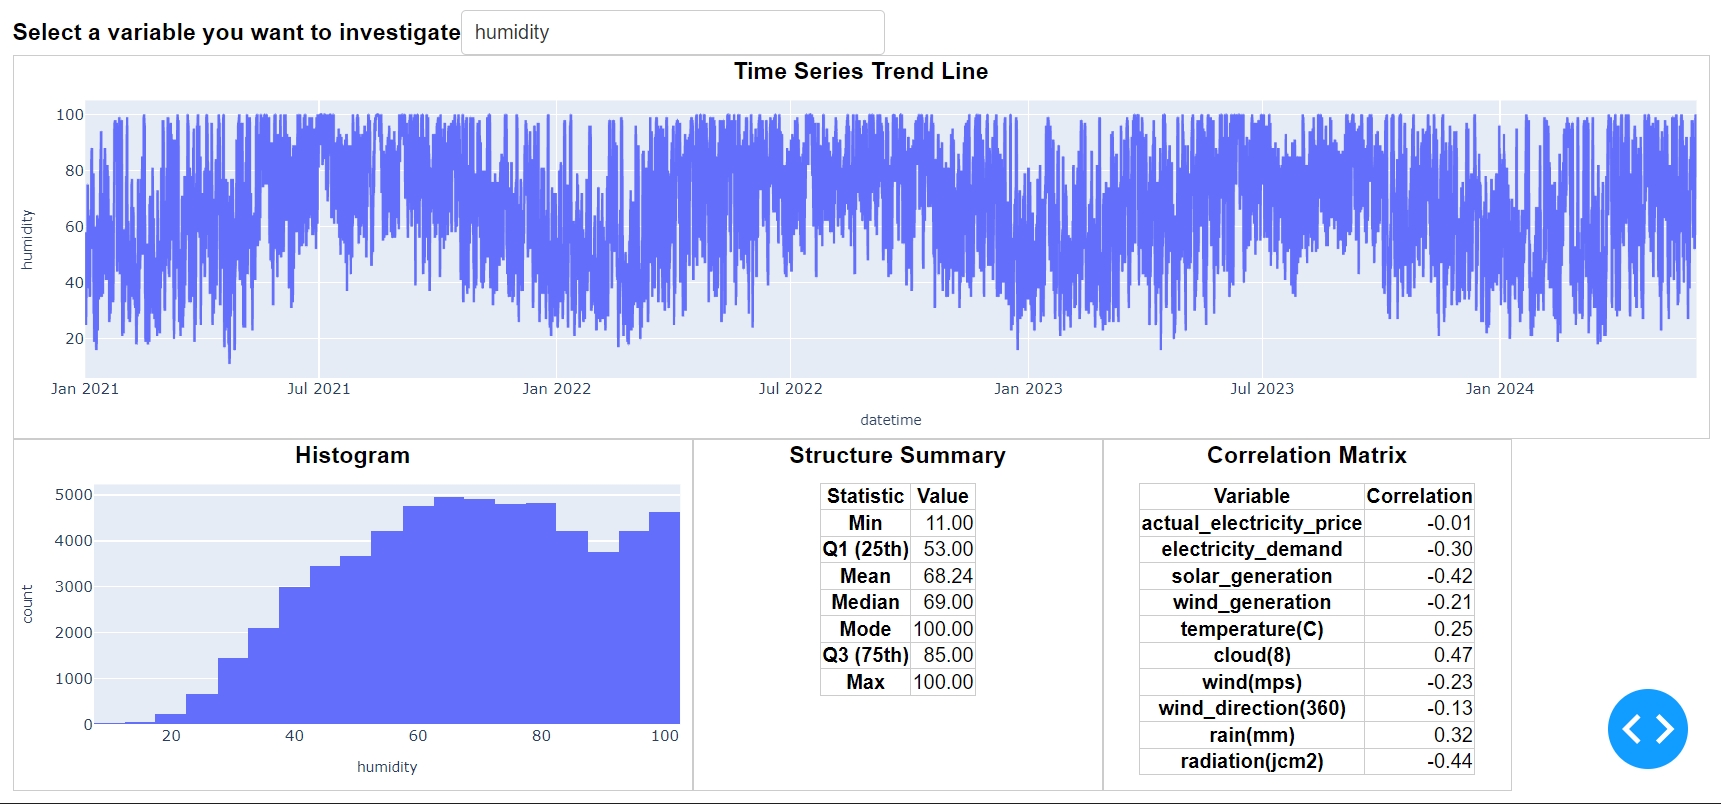 Select a variable you want to investigate humidity
Time Series Trend Line
100
80
60
40
20
humidity
Jan 2021 Jul 2021 Jan 2022 Jul 2022 Jan 2023 Jul 2023 Jan 2024
datetime
Histogram
5000
4000
3000
2000
1000
0
count
20 40 60 80 100
humidity
Structure Summary
Statistic Value
Min 11.00
Q1 (25th) 53.00
Mean 68.24
Median 69.00
Mode 100.00
Q3 (75th) 85.00
Max 100.00
Correlation Matrix
Variable Correlation
actual_electricity_price -0.01
electricity_demand -0.30
solar_generation -0.42
wind_generation -0.21
temperature(C) 0.25
cloud(8) 0.47
wind(mps) -0.23
wind_direction(360) -0.13
rain(mm) 0.32
radiation(jcm2) -0.44